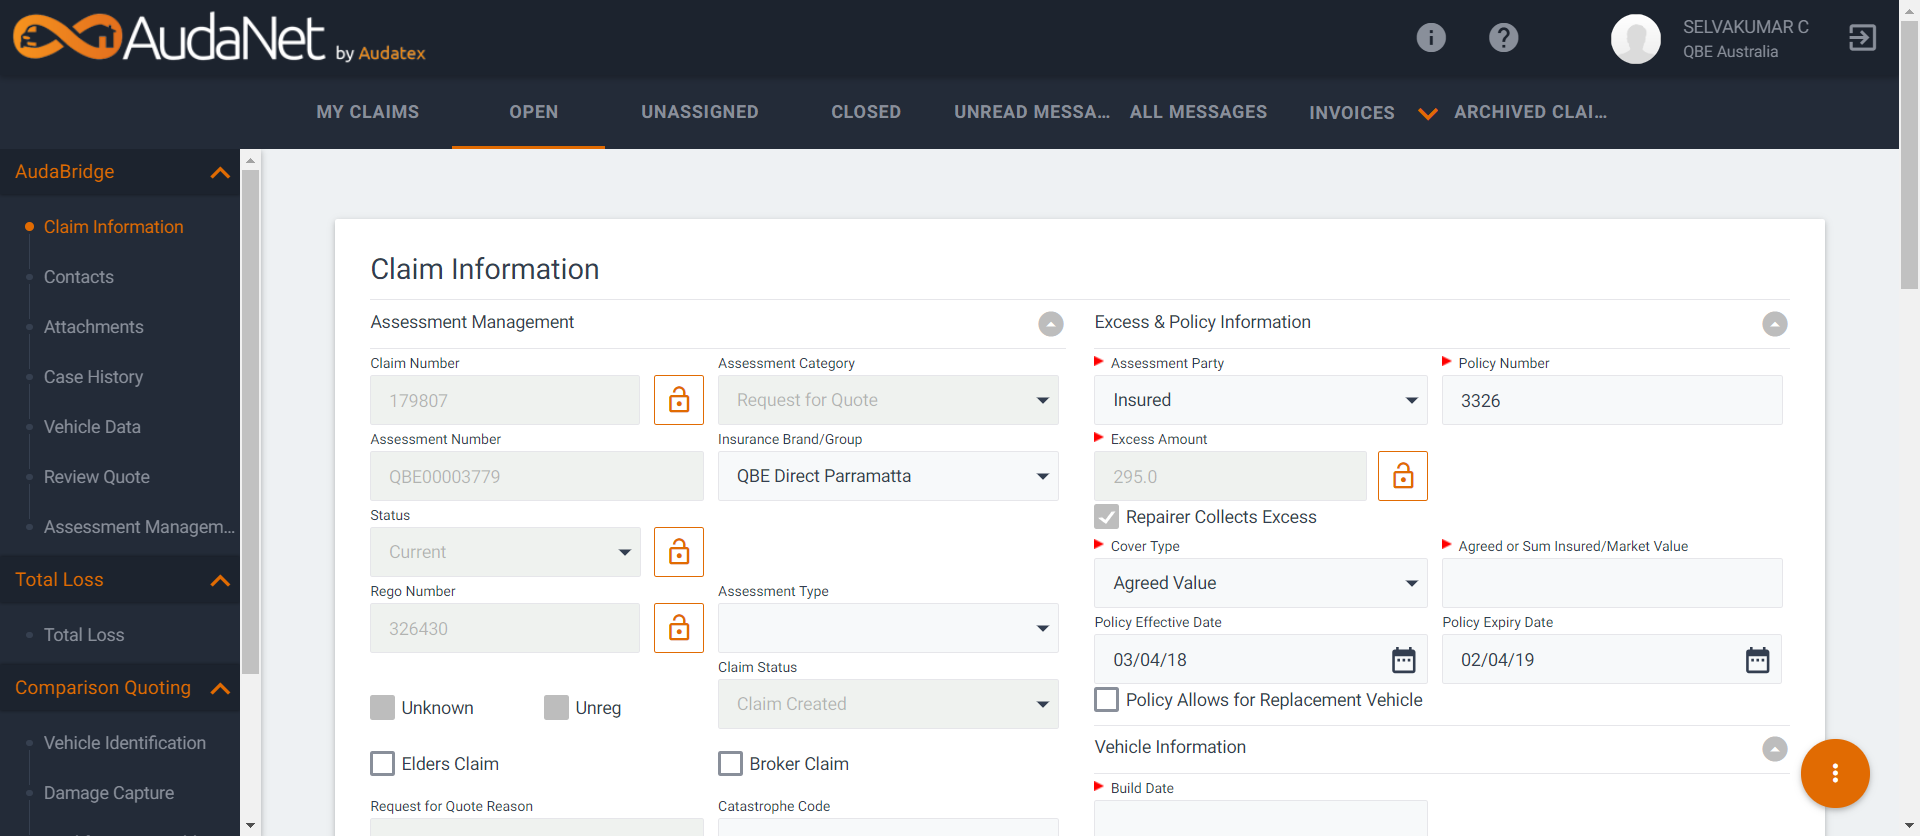 AudaNet by Audatex
SELVAKUMAR C
QBE Australia
MY CLAIMS
OPEN
UNASSIGNED
CLOSED
UNREAD MESSA...
ALL MESSAGES
INVOICES
ARCHIVED CLAI...
AudaBridge
Claim Information
Contacts
Attachments
Case History
Vehicle Data
Review Quote
Assessment Managem...
Total Loss
Total Loss
Comparison Quoting
Vehicle Identification
Damage Capture
Claim Information
Assessment Management
Claim Number
179807
Assessment Category
Request for Quote
Assessment Number
QBE00003779
Insurance Brand/Group
QBE Direct Parramatta
Status
Current
Rego Number
326430
Assessment Type
Claim Status
Claim Created
Unknown
Unreg
Elders Claim
Broker Claim
Request for Quote Reason
Catastrophe Code
Excess & Policy Information
Assessment Party
Insured
Policy Number
3326
Excess Amount
295.0
Repairer Collects Excess
Cover Type
Agreed Value
Agreed or Sum Insured/Market Value
Policy Effective Date
03/04/18
Policy Expiry Date
02/04/19
Policy Allows for Replacement Vehicle
Vehicle Information
Build Date